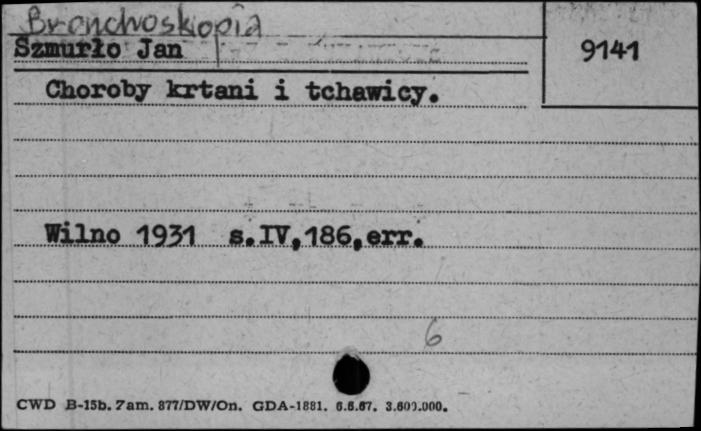 Bronchoskopia
Szmurło Jan
9141
Choroby krtani i tchawicy.
Wilno 1931 s.IV,186,err.
6
CWD B-15b. Zam. 877/DW/On. GDA-1881. 6.6.67. 3.600.000.